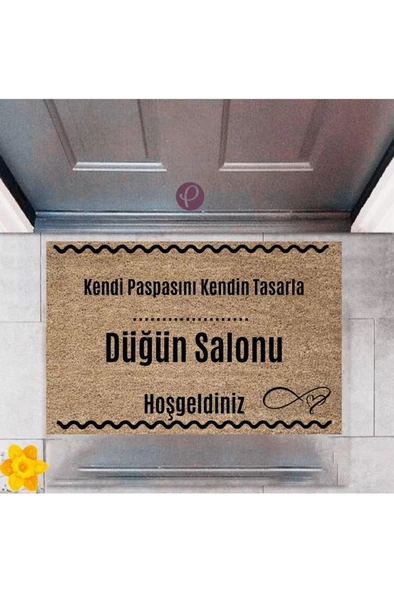 Kendi Paspasını Kendin Tasarla
....................
Düğün Salonu
Hoşgeldiniz